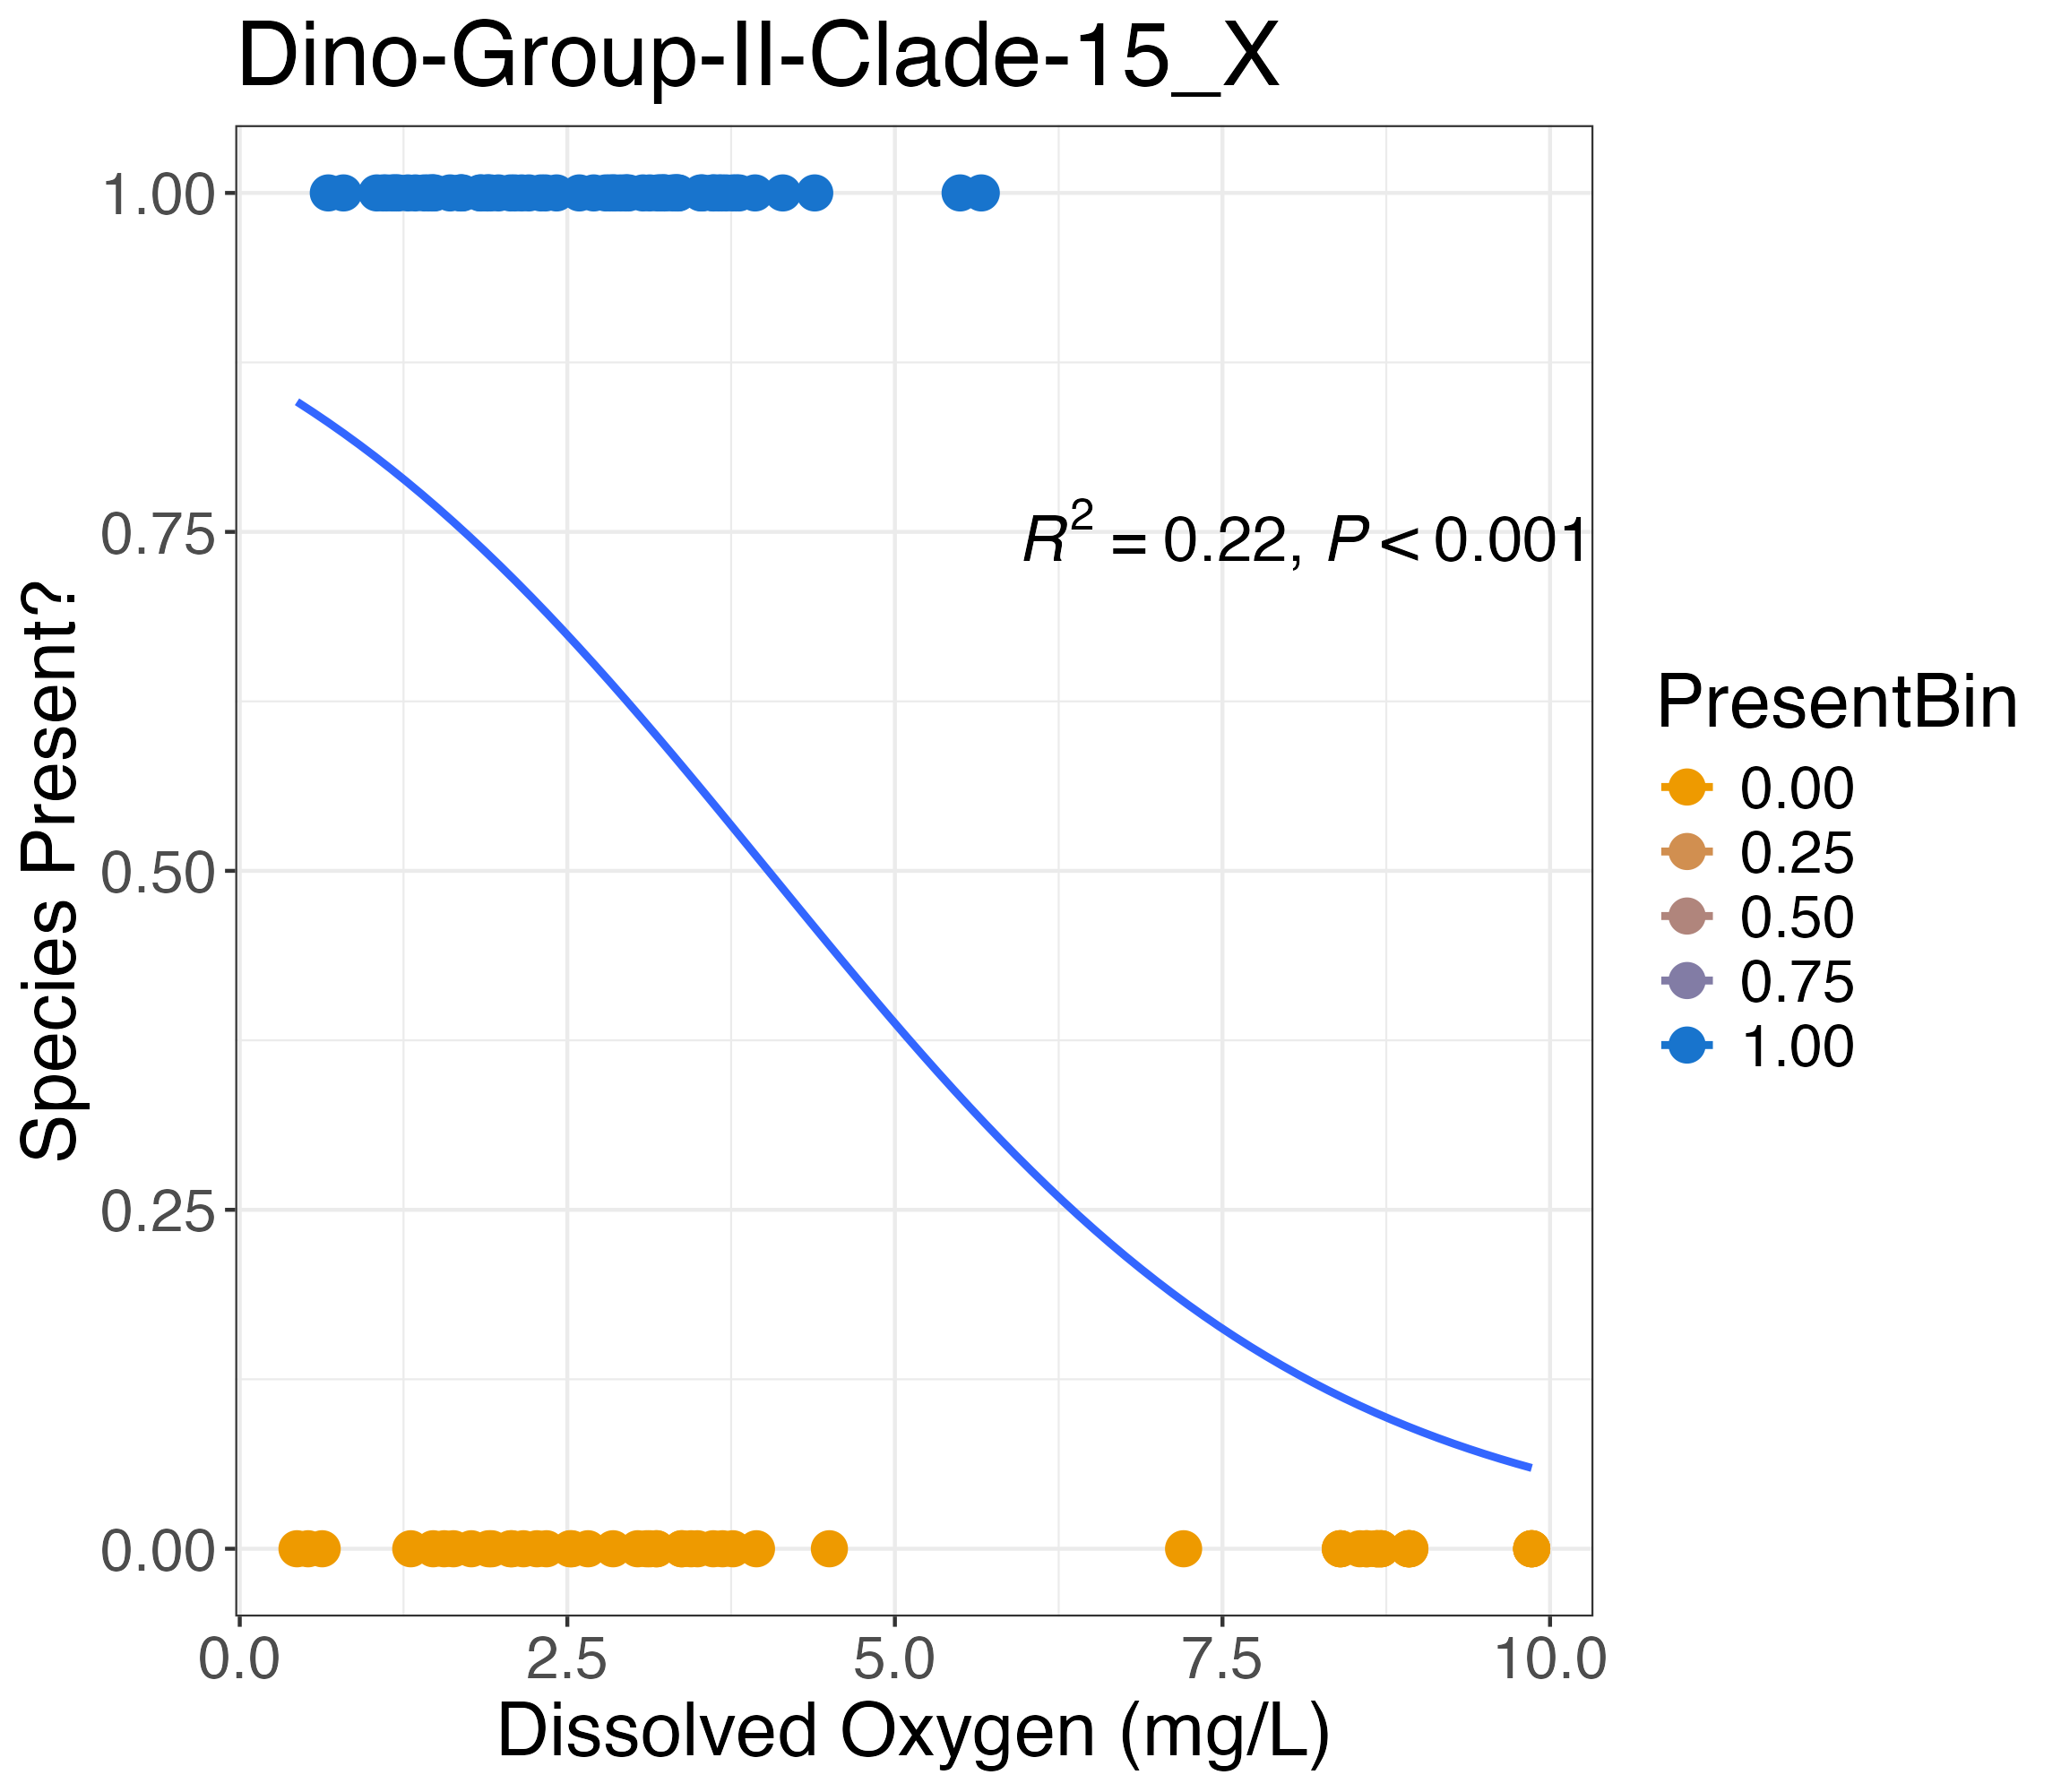 Dino-Group-II-Clade-15_X
Species Present?
1.00
0.75
0.50
0.25
0.00
R² = 0.22, P < 0.001
0.0 2.5 5.0 7.5 10.0
Dissolved Oxygen (mg/L)
PresentBin
0.00
0.25
0.50
0.75
1.00